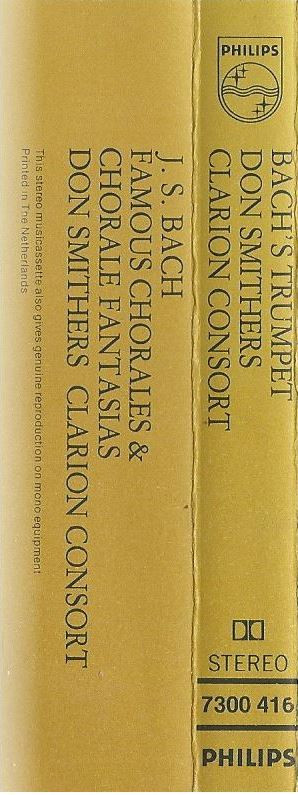 PHILIPS
BACH'S TRUMPET
DON SMITHERS
CLARION CONSORT
STEREO
7300 416
PHILIPS
J. S. BACH
FAMOUS CHORALES &
CHORALE FANTASIAS
DON SMITHERS CLARION CONSORT
This stereo musicassette also gives genuine reproduction on mono equipment
Printed in The Netherlands